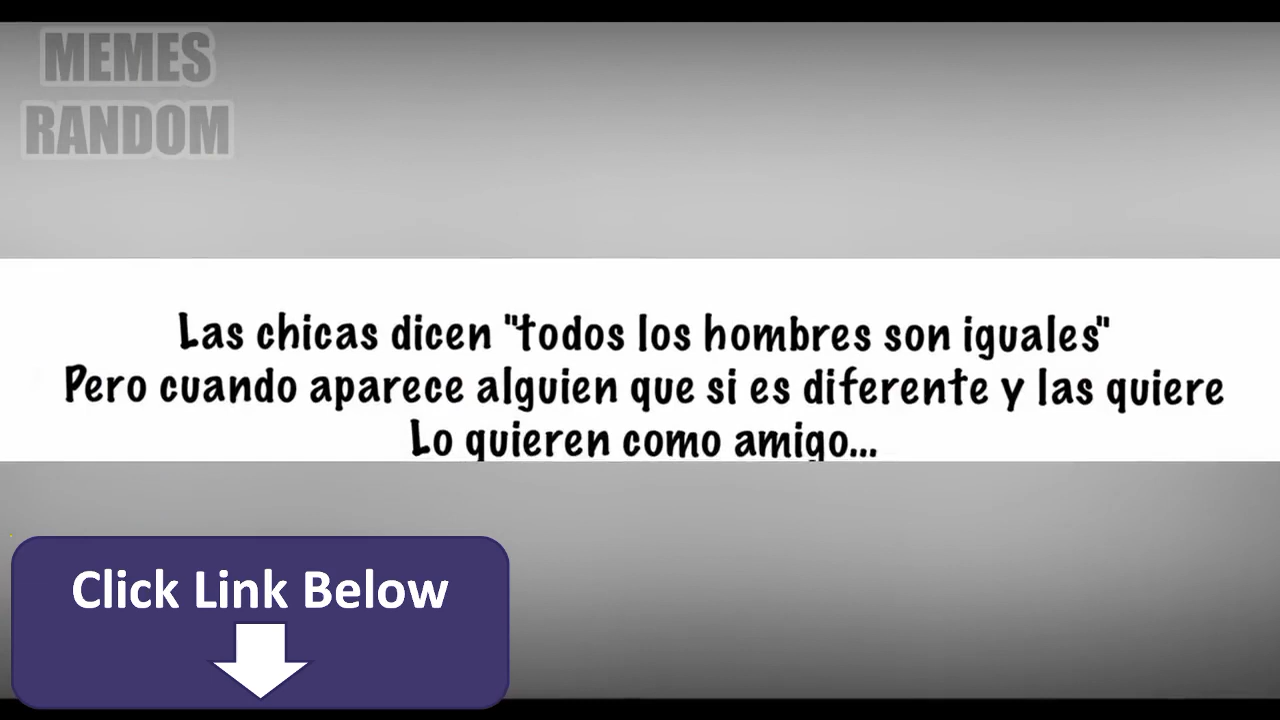 MEMES
RANDOM
Las chicas dicen "todos los hombres son iguales"
Pero cuando aparece alguien que si es diferente y las quiere
Lo quieren como amigo...
Click Link Below